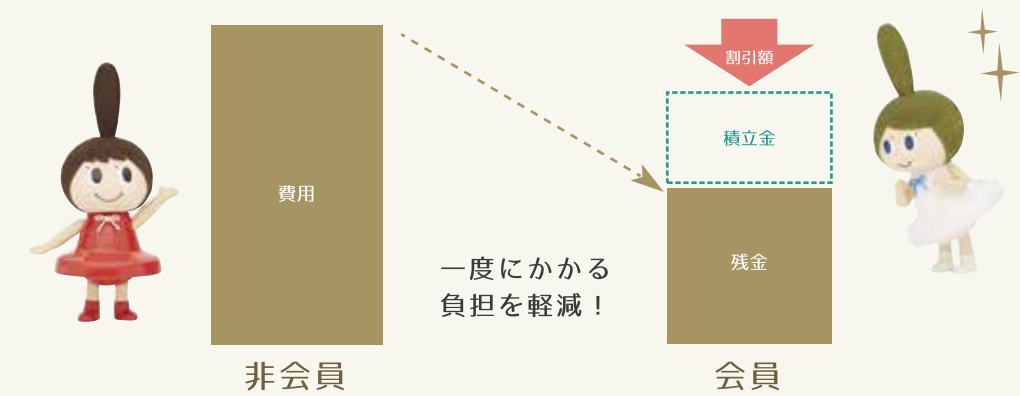 費用
割引額
積立金
残金
一度にかかる
負担を軽減！
非会員
会員